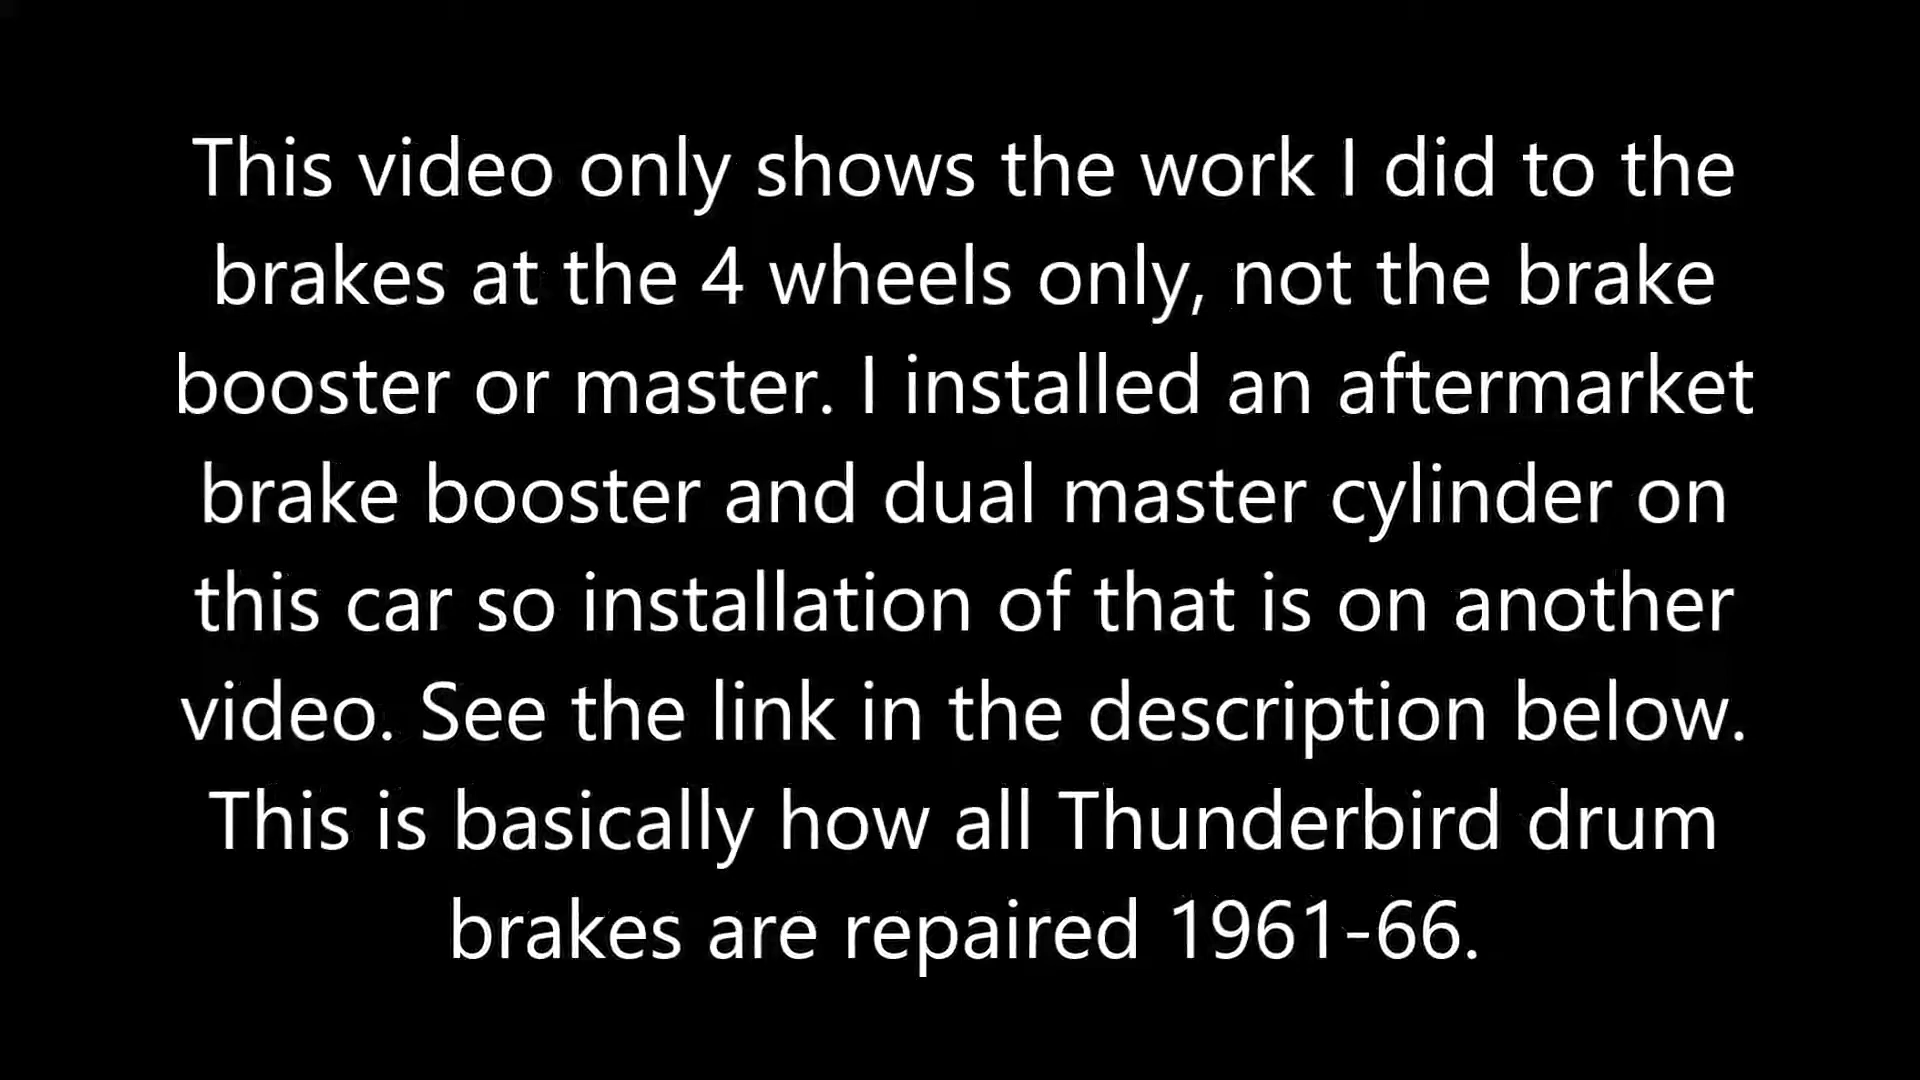 This video only shows the work I did to the
brakes at the 4 wheels only, not the brake
booster or master. I installed an aftermarket
brake booster and dual master cylinder on
this car so installation of that is on another
video. See the link in the description below.
This is basically how all Thunderbird drum
brakes are repaired 1961-66.